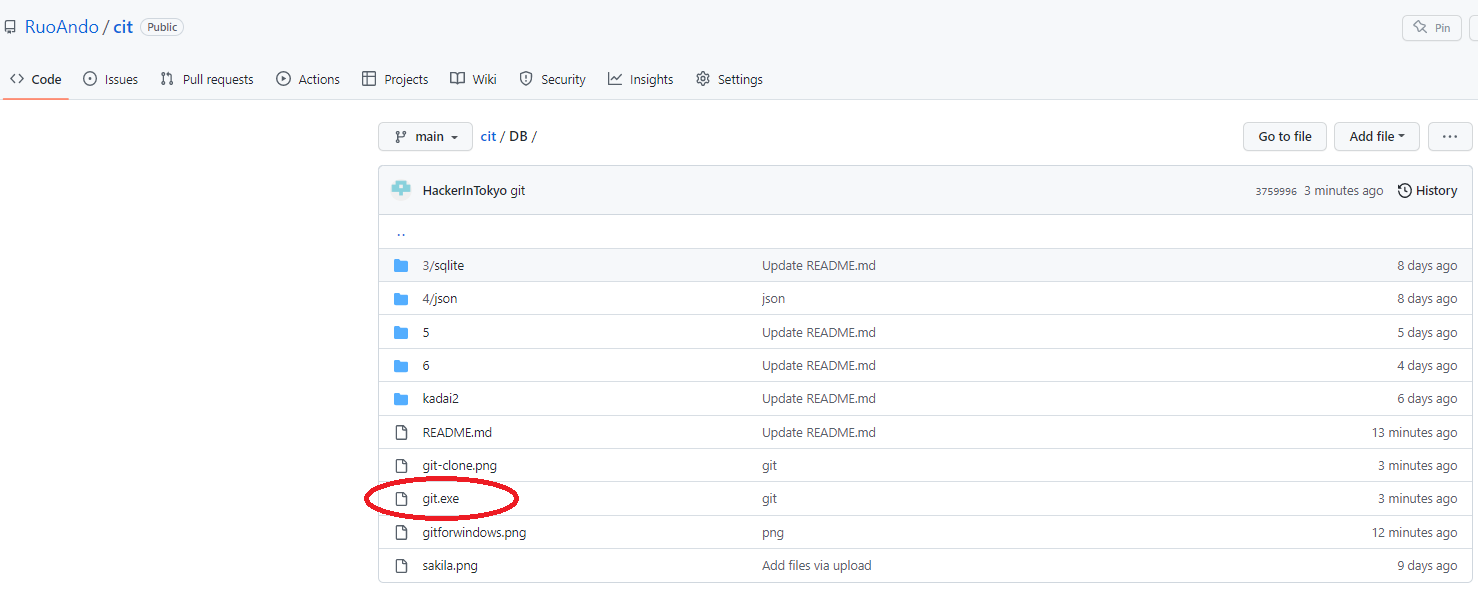 RuoAndo / cit Public Pin
Code Issues Pull requests Actions Projects Wiki Security Insights Settings
main cit / DB / Go to file Add file ...
HackerInTokyo git 3759996 3 minutes ago History
..
3/sqlite Update README.md 8 days ago
4/json json 8 days ago
5 Update README.md 5 days ago
6 Update README.md 4 days ago
kadai2 Update README.md 6 days ago
README.md Update README.md 13 minutes ago
git-clone.png git 3 minutes ago
git.exe git 3 minutes ago
gitforwindows.png png 12 minutes ago
sakila.png Add files via upload 9 days ago